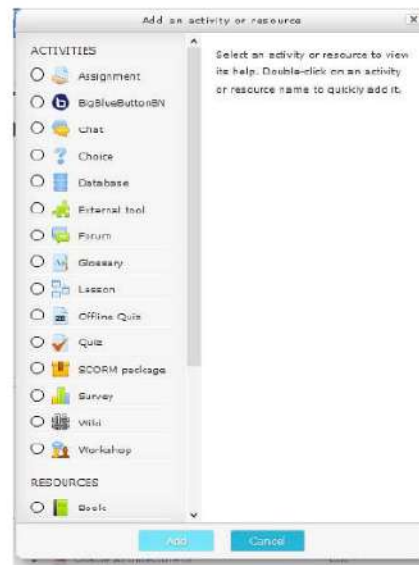 Add an activity or resource
ACTIVITIES
Select an activity or resource to view
its help. Double-click on an activity
or resource name to quickly add it.
Assignment
BigBlueButtonBN
Chat
Choice
Database
External tool
Forum
Glossary
Lesson
Offline Quiz
Quiz
SCORM package
Survey
Wiki
Workshop
RESOURCES
Book
Add
Cancel